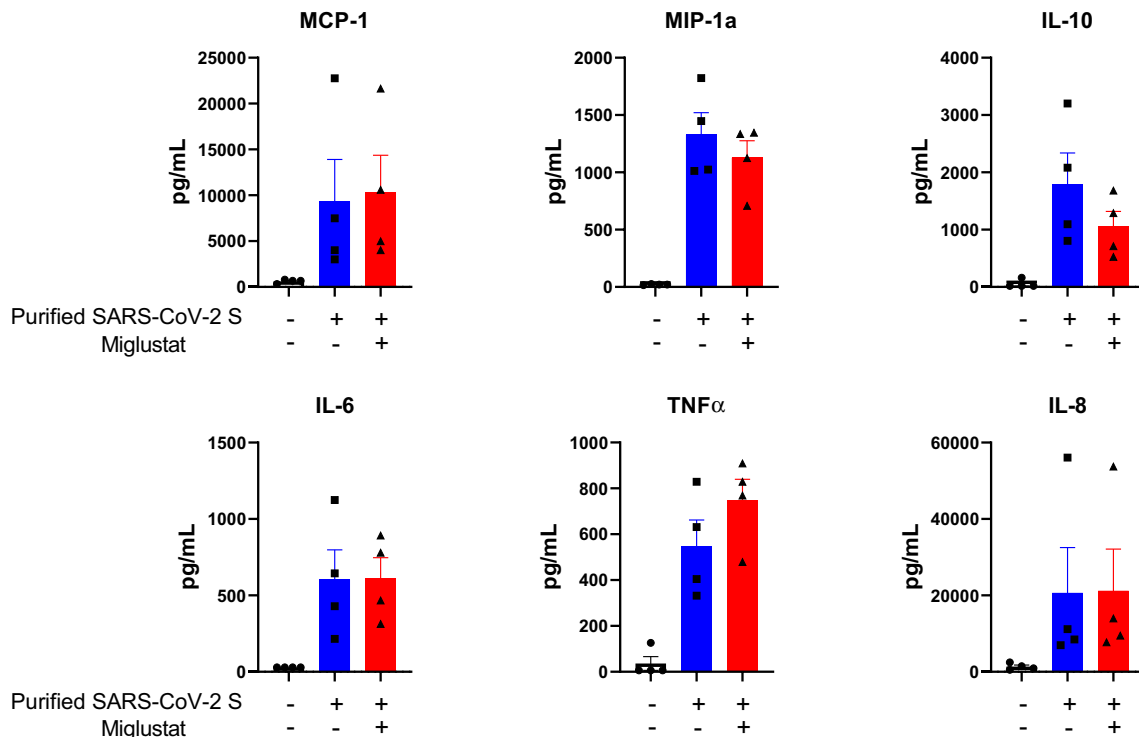 MCP-1 MIP-1a IL-10
25000 2000 4000
20000 1500 3000
15000
pg/mL pg/mL pg/mL
1000 2000
10000
5000 500 1000
0 0 0
Purified SARS-CoV-2 S - + + - + + - + +
Miglustat - - + - - + - - +
IL-6 TNFα IL-8
1500 1000 60000
800
1000 40000
pg/mL pg/mL pg/mL
600
400
500 20000
200
0 0 0
Purified SARS-CoV-2 S - + + - + + - + +
Miglustat - - + - - + - - +